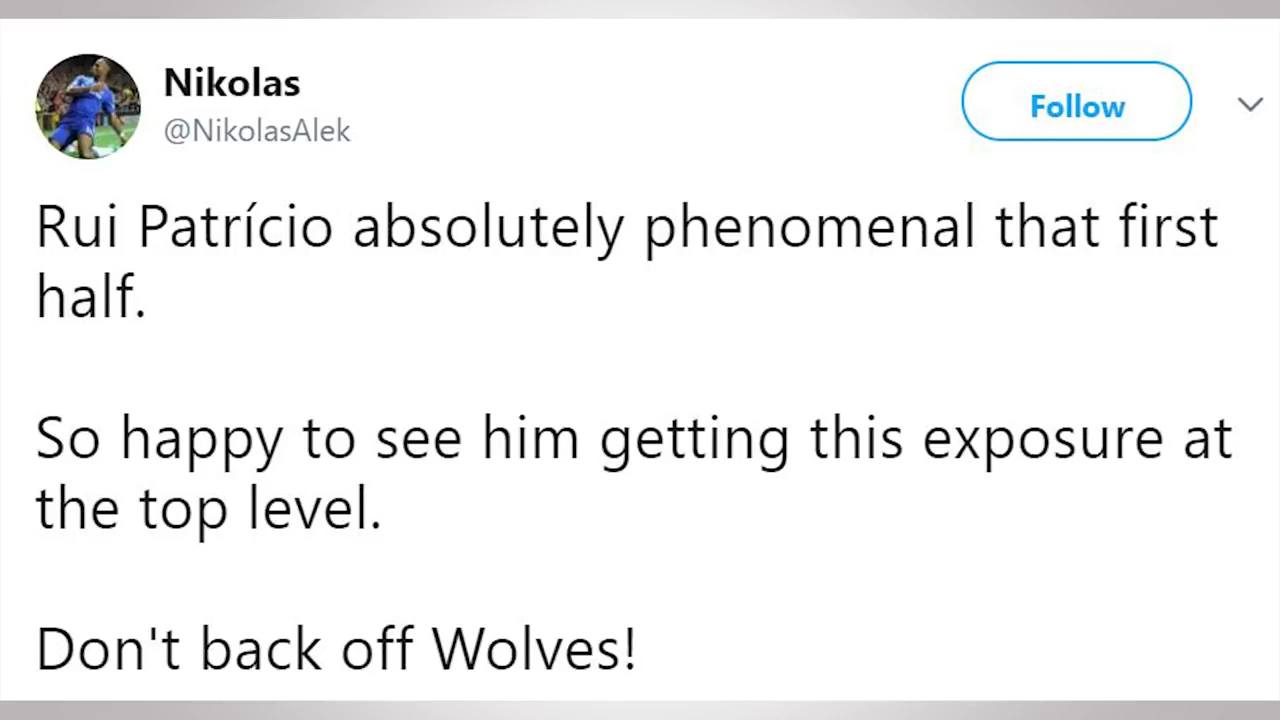 Nikolas
@NikolasAlek
Follow
Rui Patrício absolutely phenomenal that first
half.
So happy to see him getting this exposure at
the top level.
Don't back off Wolves!